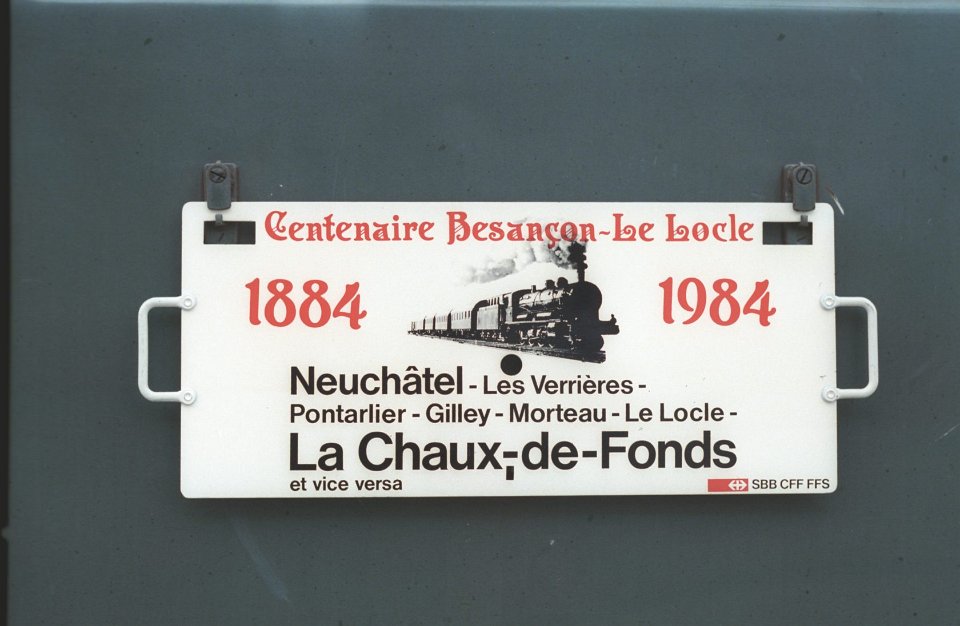 Centenaire Besançon-Le Locle
1884 1984
Neuchâtel - Les Verrières -
Pontarlier - Gilley - Morteau - Le Locle -
La Chaux-de-Fonds
et vice versa
SBB CFF FFS